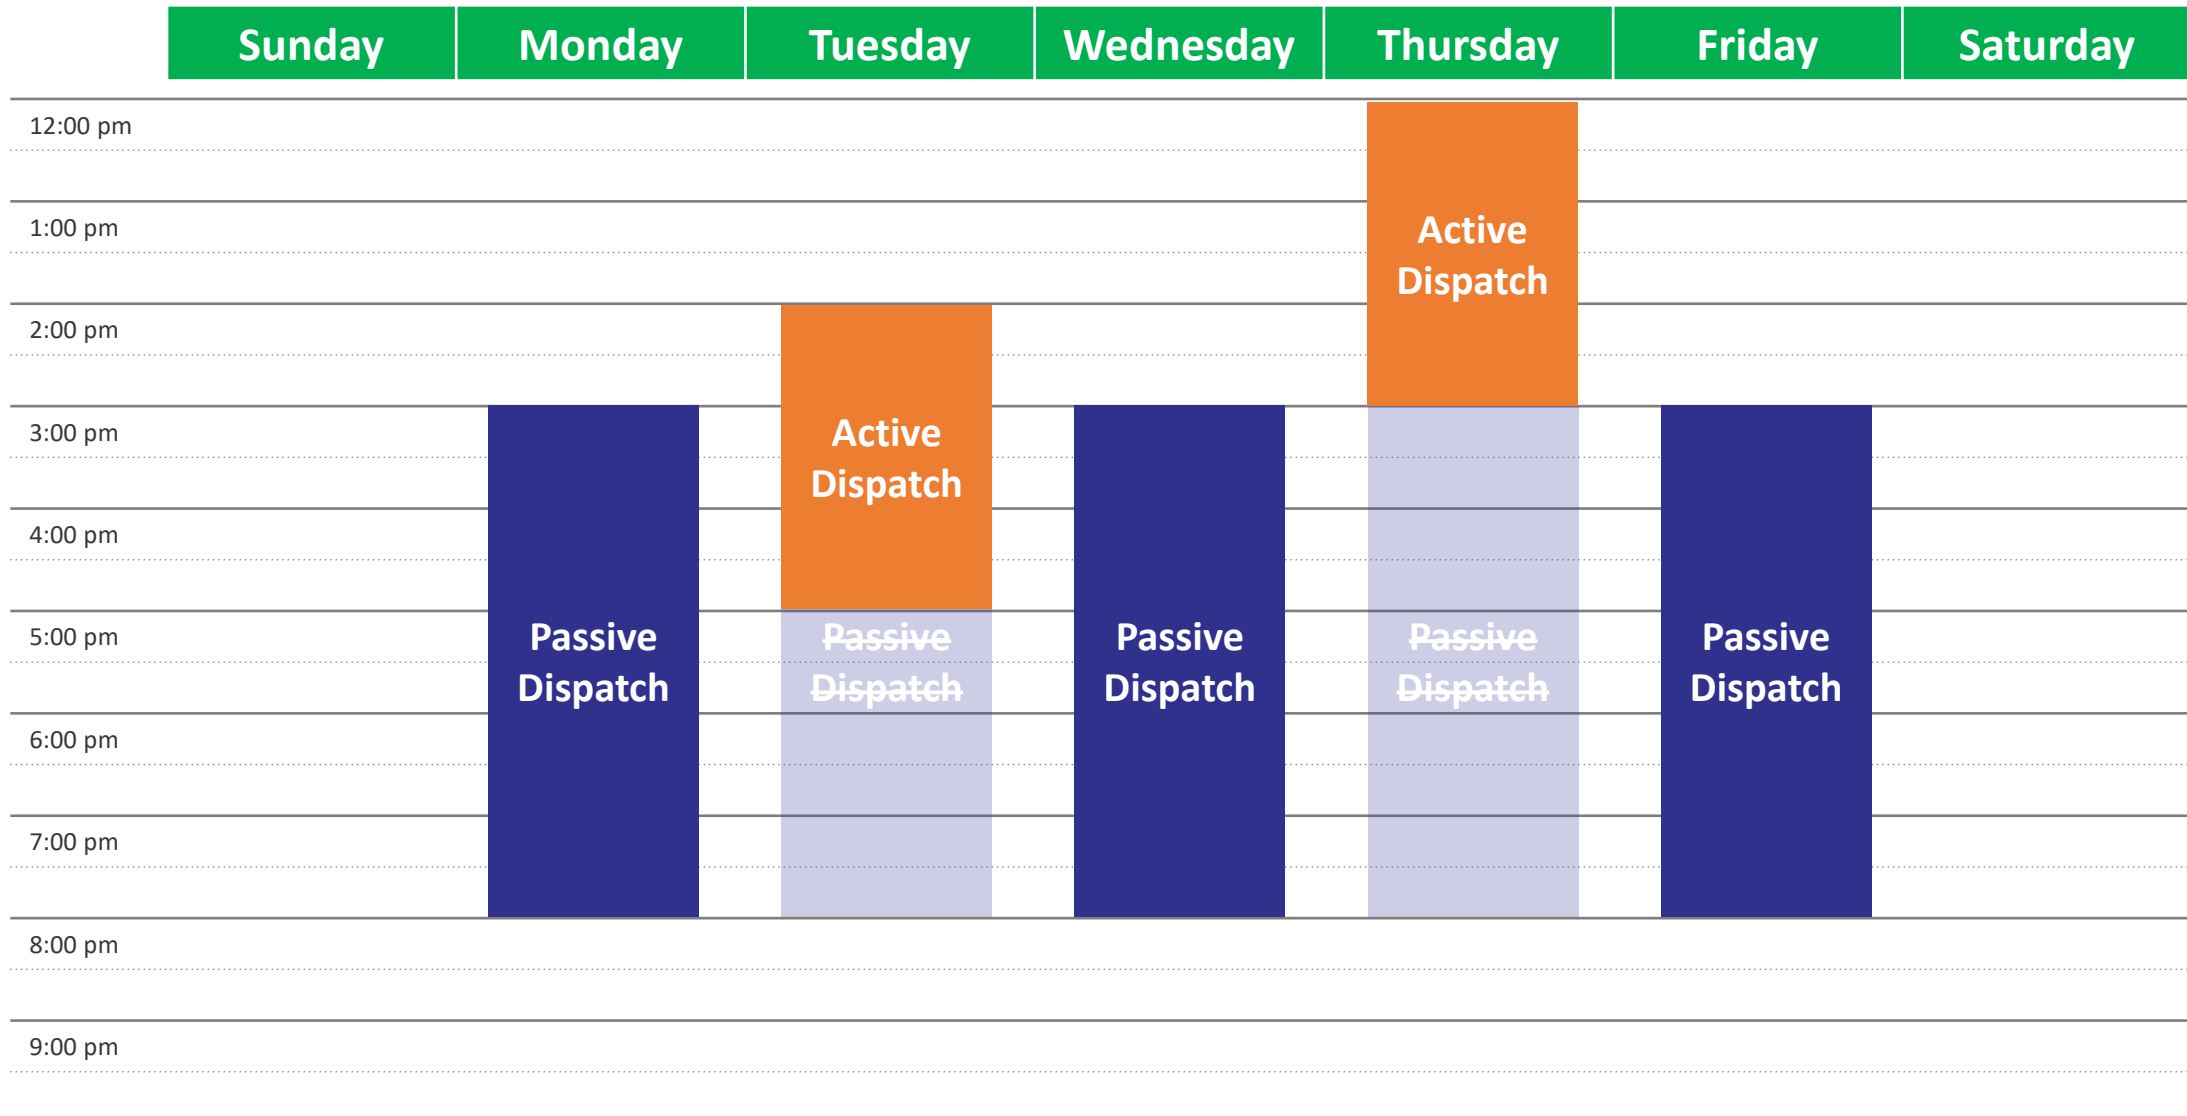 Sunday Monday Tuesday Wednesday Thursday Friday Saturday
12:00 pm
1:00 pm
Active
Dispatch
2:00 pm
3:00 pm
Active
Dispatch
4:00 pm
5:00 pm
Passive
Dispatch
Passive
Dispatch
Passive
Dispatch
Passive
Dispatch
Passive
Dispatch
6:00 pm
7:00 pm
8:00 pm
9:00 pm